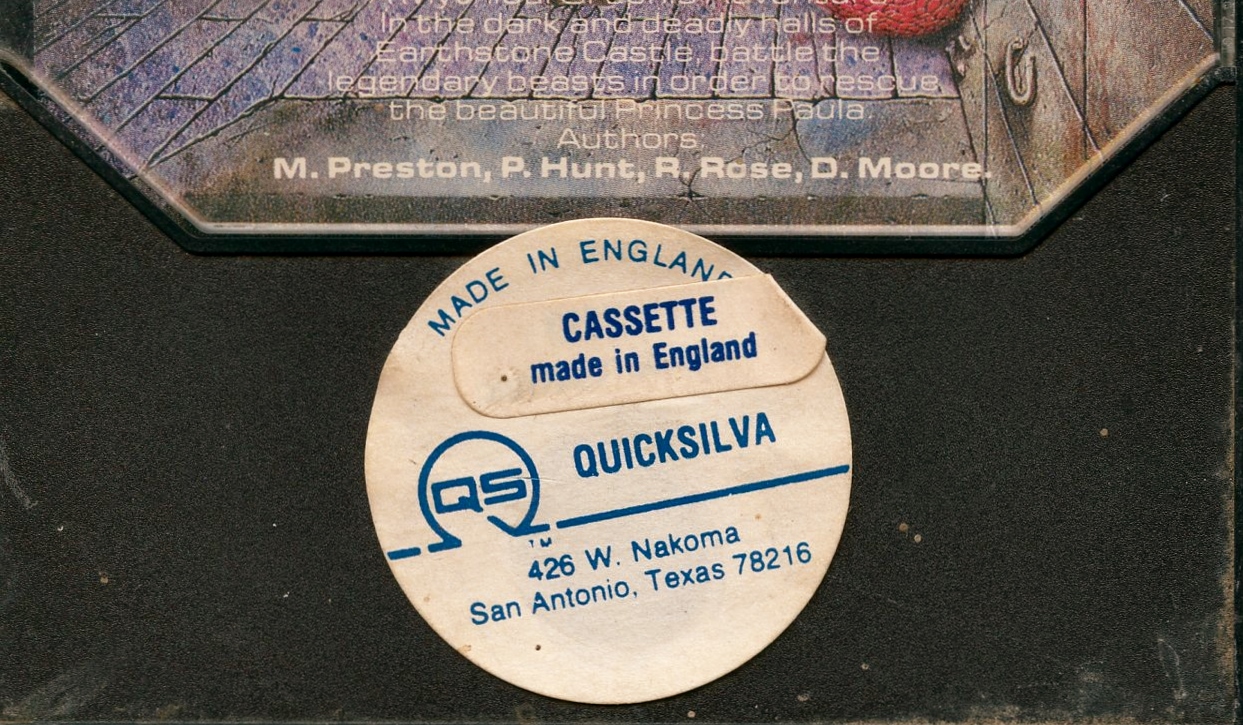 In the dark and deadly halls of
Earthstone Castle, battle the
legendary beasts in order to rescue
the beautiful Princess Paula.
Authors.
M. Preston, P. Hunt, R. Rose, D. Moore.
MADE IN ENGLAND
CASSETTE
made in England
QS
QUICKSILVA
TM
426 W. Nakoma
San Antonio, Texas 78216